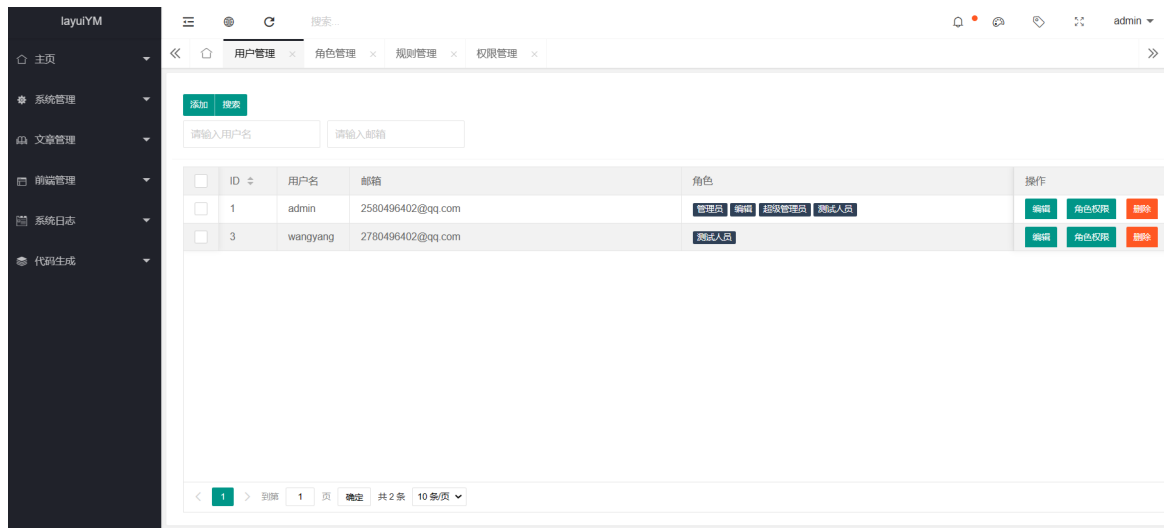 layuiYM
搜索...
admin
主页
系统管理
文章管理
前端管理
系统日志
代码生成
用户管理 角色管理 规则管理 权限管理
添加 搜索
请输入用户名 请输入邮箱
ID 用户名 邮箱 角色 操作
1 admin 2580496402@qq.com 管理员 编辑 超级管理员 测试人员 编辑 角色权限 删除
3 wangyang 2780496402@qq.com 测试人员 编辑 角色权限 删除
1 到第 1 页 确定 共 2 条 10 条/页